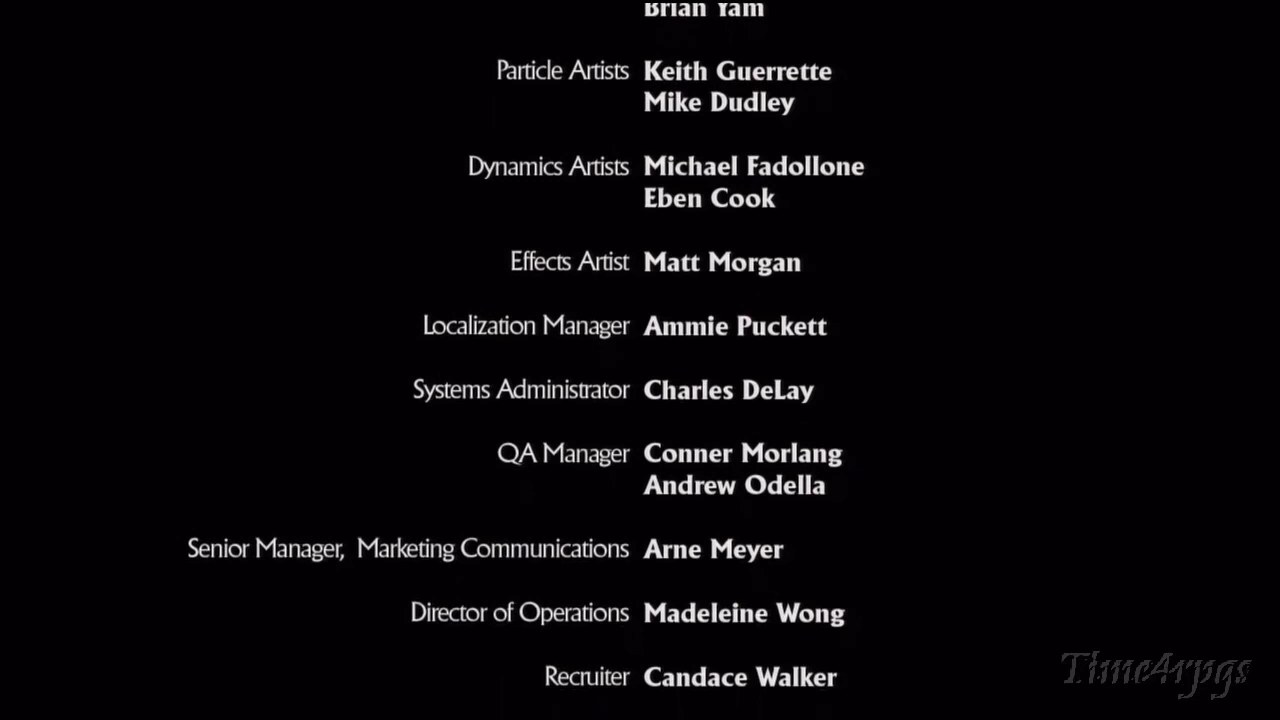 Brian Yam
Particle Artists Keith Guerrette
Mike Dudley
Dynamics Artists Michael Fadollone
Eben Cook
Effects Artist Matt Morgan
Localization Manager Ammie Puckett
Systems Administrator Charles DeLay
QA Manager Conner Morlang
Andrew Odella
Senior Manager, Marketing Communications Arne Meyer
Director of Operations Madeleine Wong
Recruiter Candace Walker
Time4rpgs